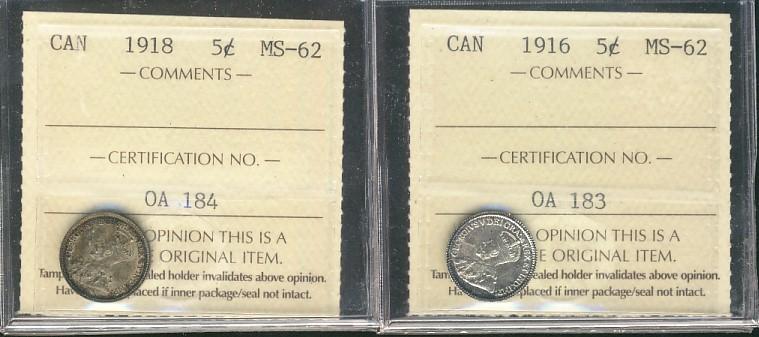 CAN 1918 5¢ MS-62
— COMMENTS —
— CERTIFICATION NO. —
OA 184
OPINION THIS IS A
ORIGINAL ITEM.
holder invalidates above opinion.
if inner package/seal not intact.
CAN 1916 5¢ MS-62
— COMMENTS —
— CERTIFICATION NO. —
OA 183
OPINION THIS IS A
ORIGINAL ITEM.
holder invalidates above opinion.
if inner package/seal not intact.